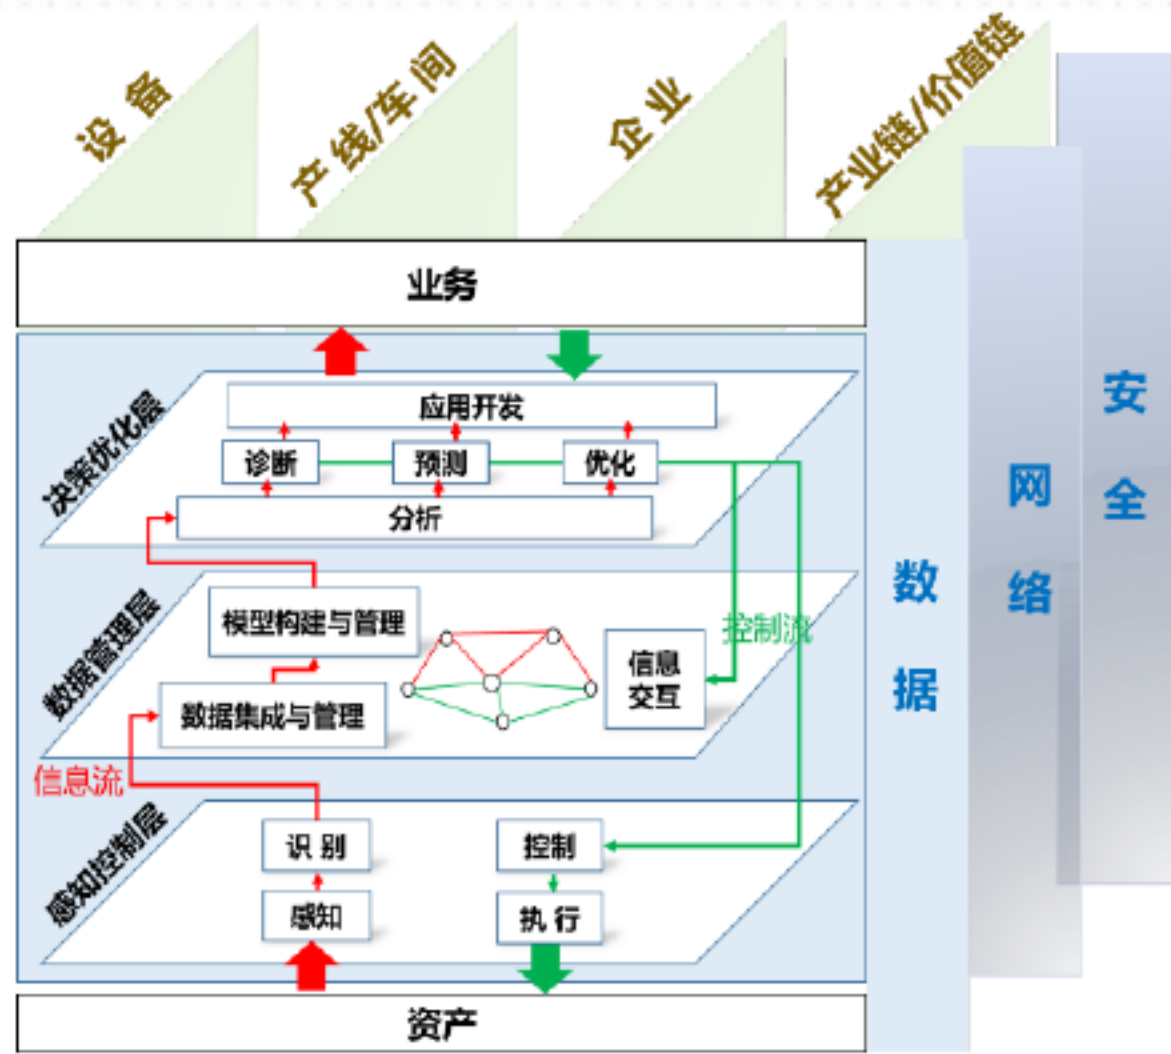 设 备
产 线/车 间
企 业
产业链/价值链
业务
决策优化层
应用开发
诊断
预测
优化
分析
数据管理层
模型构建与管理
数据集成与管理
信息
交互
控制流
信息流
感知控制层
识 别
感知
控制
执 行
资产
数
据
网
络
安
全